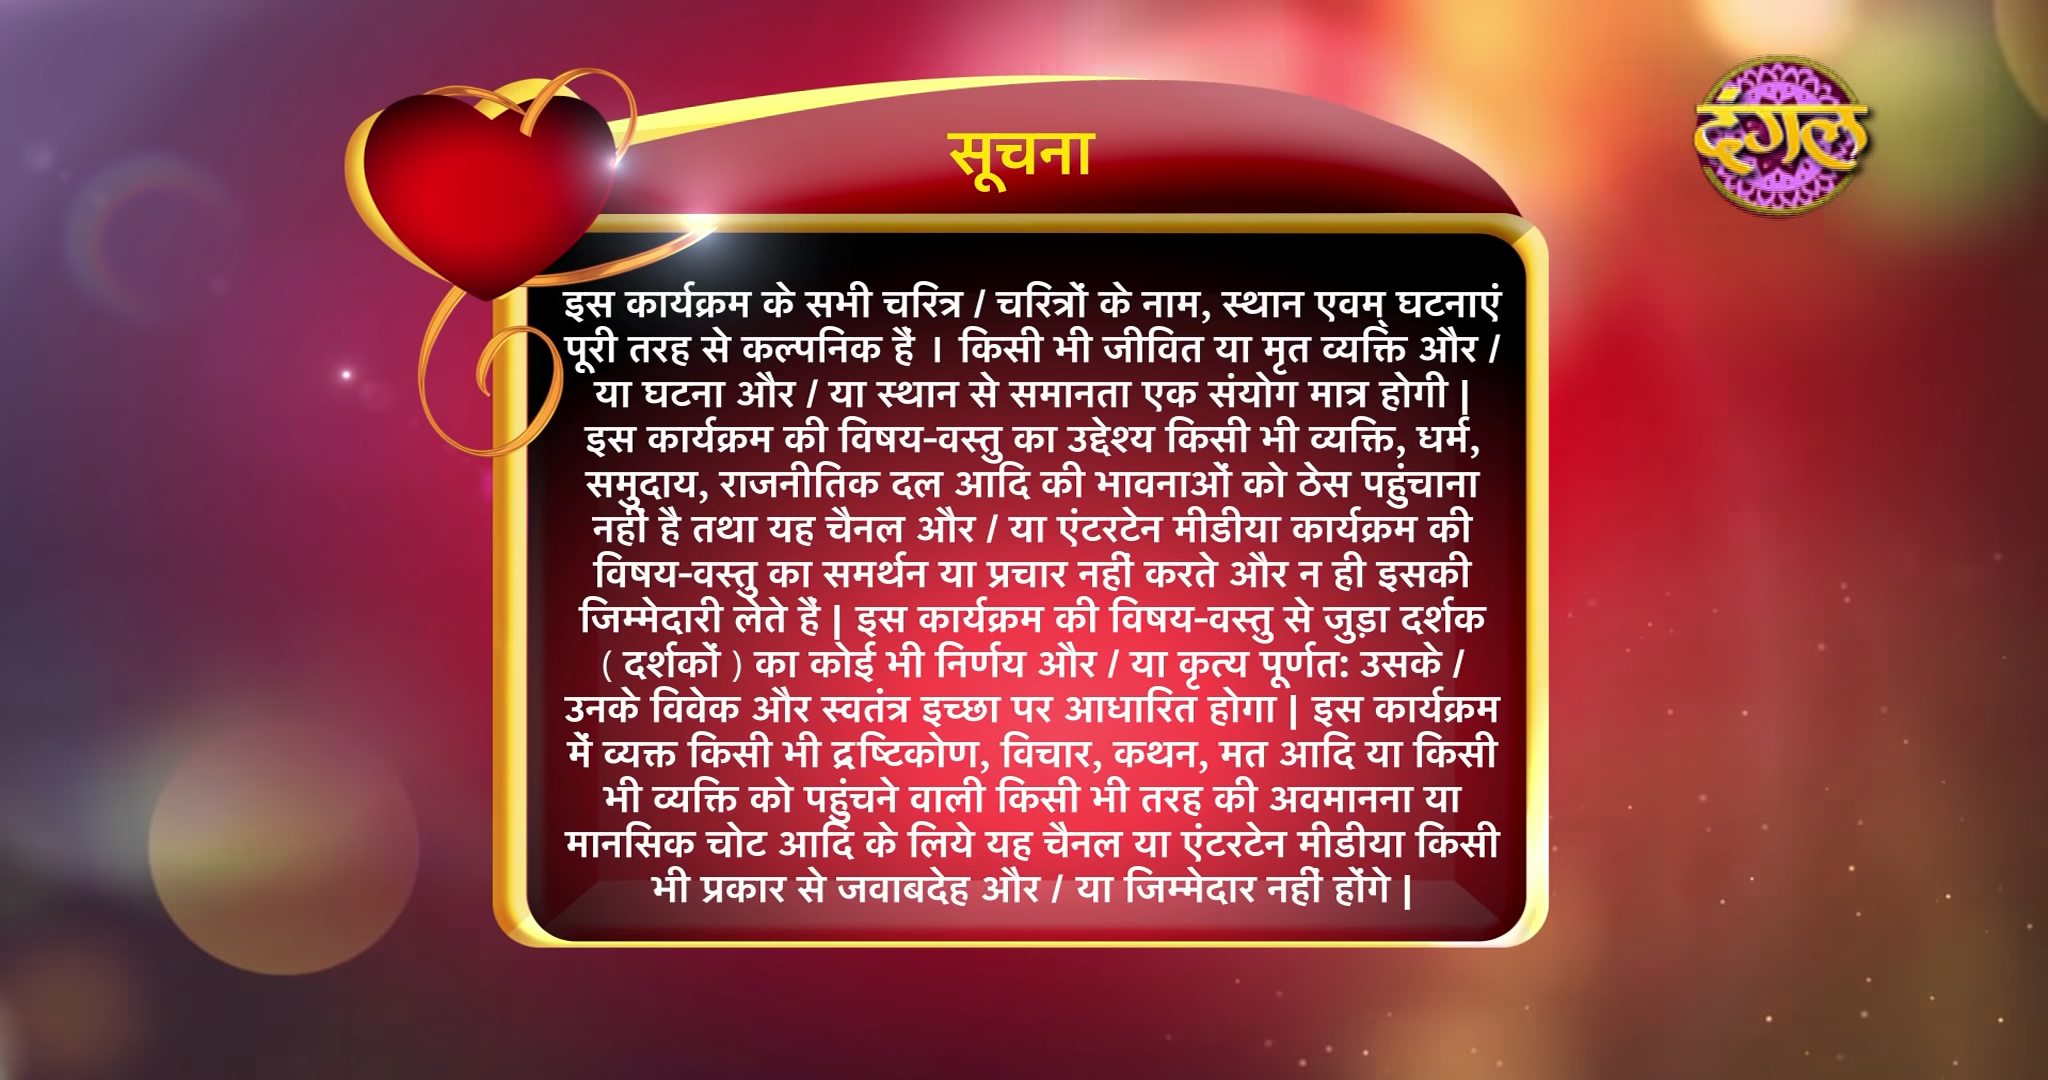 सूचना
दंगल
इस कार्यक्रम के सभी चरित्र / चरित्रों के नाम, स्थान एवम् घटनाएं
पूरी तरह से कल्पनिक हैं । किसी भी जीवित या मृत व्यक्ति और /
या घटना और / या स्थान से समानता एक संयोग मात्र होगी |
इस कार्यक्रम की विषय-वस्तु का उद्देश्य किसी भी व्यक्ति, धर्म,
समुदाय, राजनीतिक दल आदि की भावनाओं को ठेस पहुंचाना
नहीं है तथा यह चैनल और / या एंटरटेन मीडीया कार्यक्रम की
विषय-वस्तु का समर्थन या प्रचार नहीं करते और न ही इसकी
जिम्मेदारी लेते हैं | इस कार्यक्रम की विषय-वस्तु से जुड़ा दर्शक
( दर्शकों ) का कोई भी निर्णय और / या कृत्य पूर्णत: उसके /
उनके विवेक और स्वतंत्र इच्छा पर आधारित होगा | इस कार्यक्रम
में व्यक्त किसी भी द्रष्टिकोण, विचार, कथन, मत आदि या किसी
भी व्यक्ति को पहुंचने वाली किसी भी तरह की अवमानना या
मानसिक चोट आदि के लिये यह चैनल या एंटरटेन मीडीया किसी
भी प्रकार से जवाबदेह और / या जिम्मेदार नहीं होंगे |